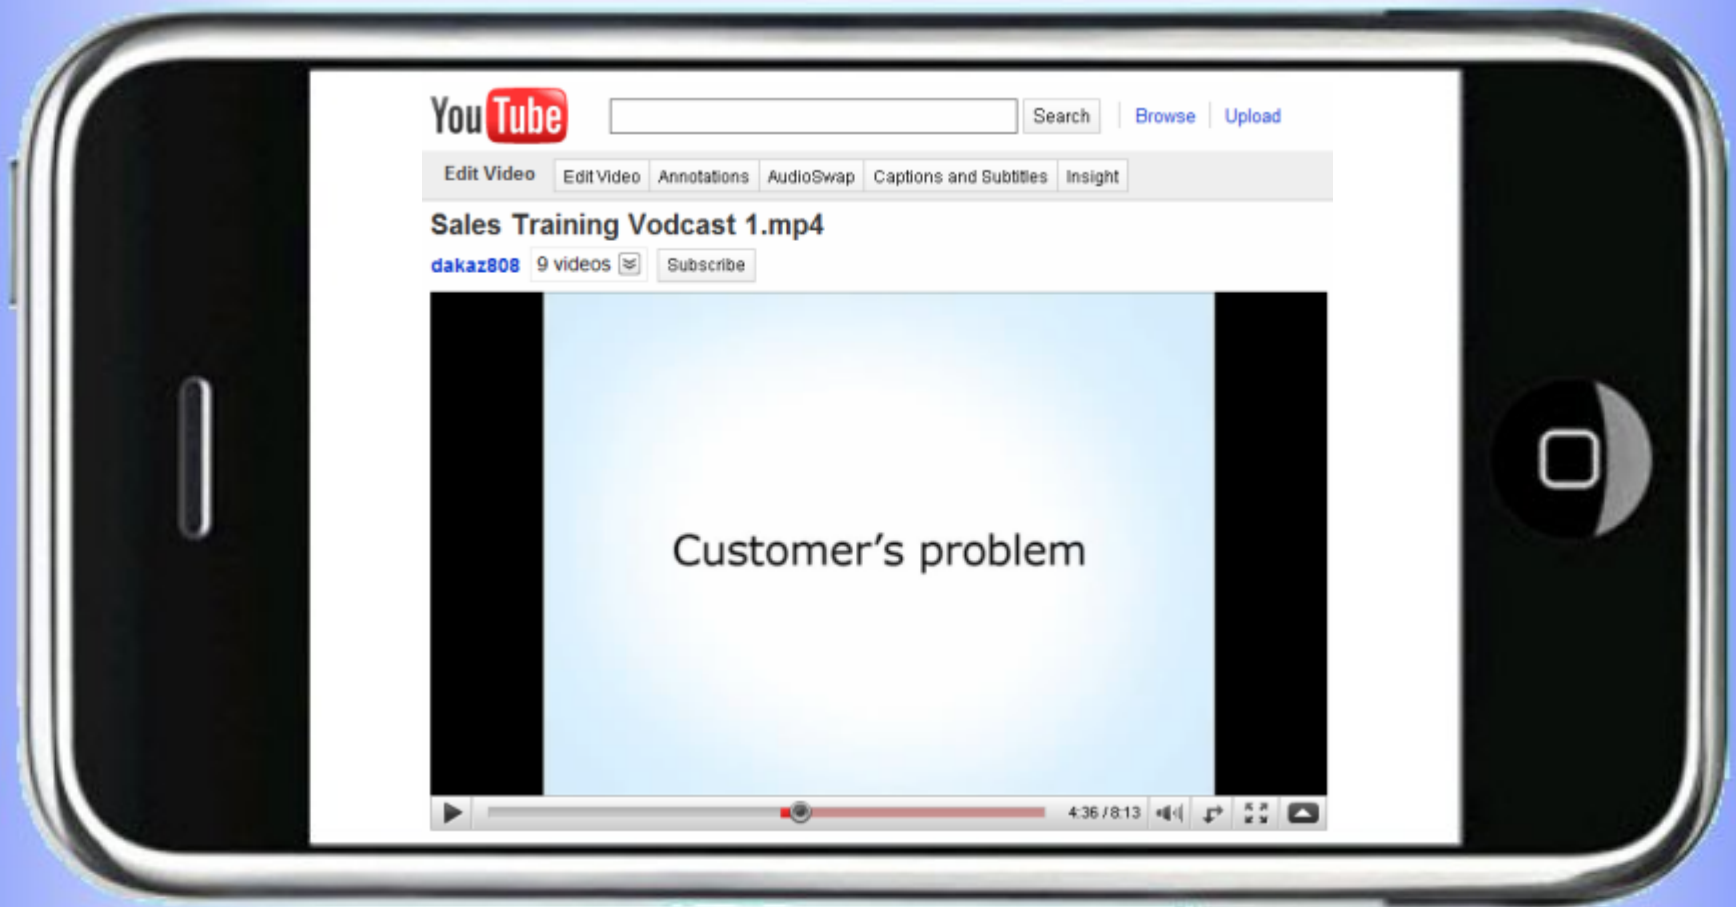 YouTube Search Browse Upload
Edit Video Edit Video Annotations AudioSwap Captions and Subtitles Insight
Sales Training Vodcast 1.mp4
dakaz808 9 videos Subscribe
Customer's problem
4:36 / 8:13